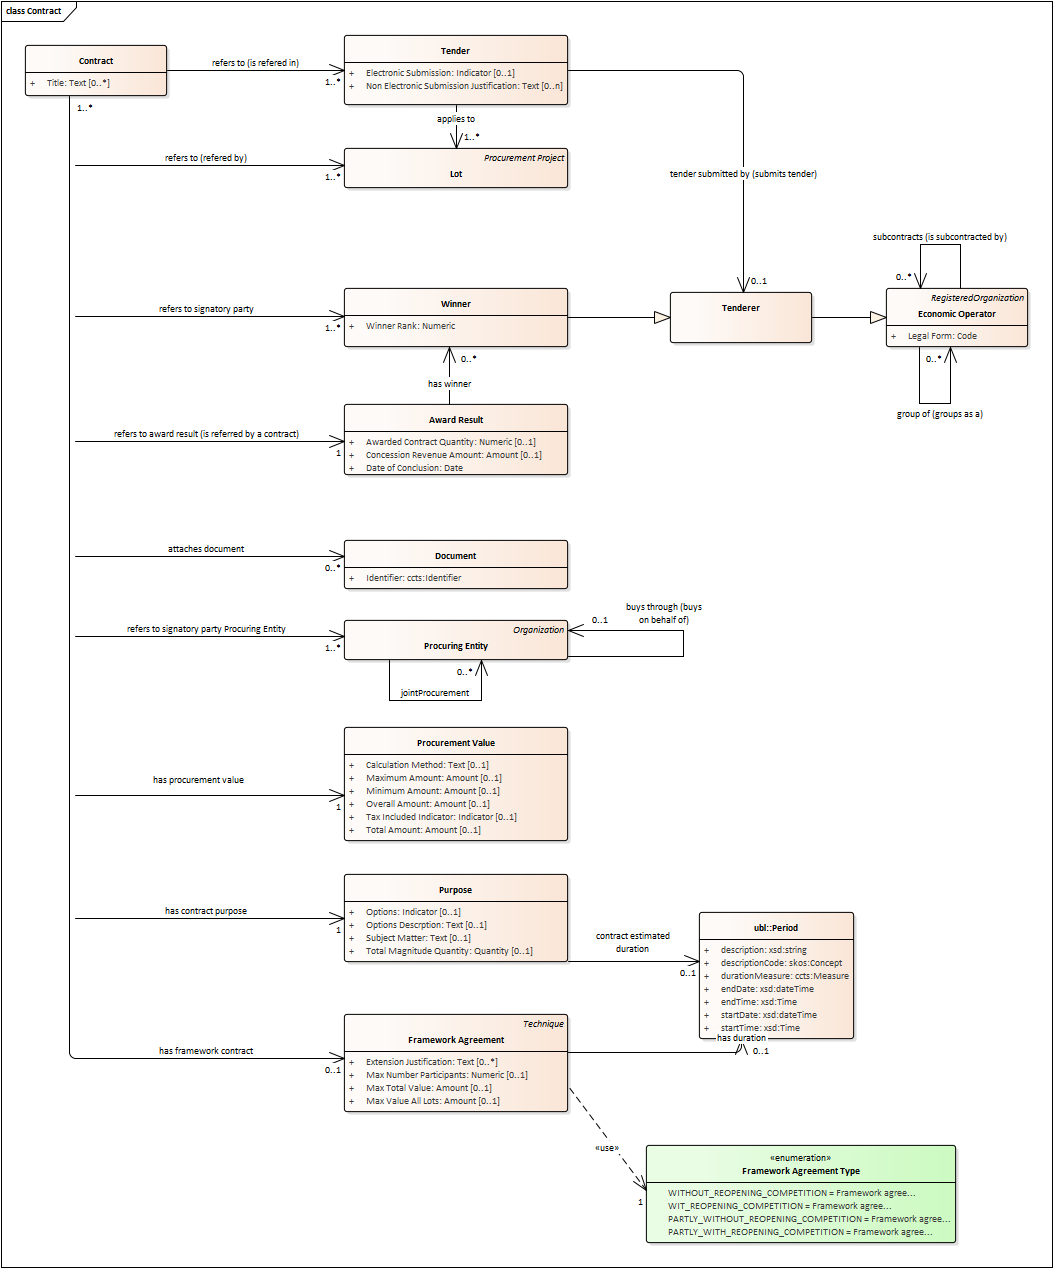 class Contract
Contract
+ Title: Text [0..*]
1..*
refers to (is refered in)
1..*
Tender
+ Electronic Submission: Indicator [0..1]
+ Non Electronic Submission Justification: Text [0..n]
applies to
1..*
refers to (refered by)
1..*
Procurement Project
Lot
tender submitted by (submits tender)
0..1
subcontracts (is subcontracted by)
0..*
refers to signatory party
1..*
Winner
+ Winner Rank: Numeric
Tenderer
RegisteredOrganization
Economic Operator
+ Legal Form: Code
0..*
group of (groups as a)
0..*
has winner
refers to award result (is referred by a contract)
1
Award Result
+ Awarded Contract Quantity: Numeric [0..1]
+ Concession Revenue Amount: Amount [0..1]
+ Date of Conclusion: Date
attaches document
0..*
Document
+ Identifier: ccts:Identifier
refers to signatory party Procuring Entity
1..*
Organization
Procuring Entity
buys through (buys
on behalf of)
0..1
0..*
jointProcurement
has procurement value
1
Procurement Value
+ Calculation Method: Text [0..1]
+ Maximum Amount: Amount [0..1]
+ Minimum Amount: Amount [0..1]
+ Overall Amount: Amount [0..1]
+ Tax Included Indicator: Indicator [0..1]
+ Total Amount: Amount [0..1]
has contract purpose
1
Purpose
+ Options: Indicator [0..1]
+ Options Descrption: Text [0..1]
+ Subject Matter: Text [0..1]
+ Total Magnitude Quantity: Quantity [0..1]
contract estimated
duration
0..1
ubl::Period
+ description: xsd:string
+ descriptionCode: skos:Concept
+ durationMeasure: ccts:Measure
+ endDate: xsd:dateTime
+ endTime: xsd:Time
+ startDate: xsd:dateTime
+ startTime: xsd:Time
has duration
0..1
has framework contract
0..1
Technique
Framework Agreement
+ Extension Justification: Text [0..*]
+ Max Number Participants: Numeric [0..1]
+ Max Total Value: Amount [0..1]
+ Max Value All Lots: Amount [0..1]
«use»
1
«enumeration»
Framework Agreement Type
WITHOUT_REOPENING_COMPETITION = Framework agree...
WIT_REOPENING_COMPETITION = Framework agree...
PARTLY_WITHOUT_REOPENING_COMPETITION = Framework agree...
PARTLY_WITH_REOPENING_COMPETITION = Framework agree...